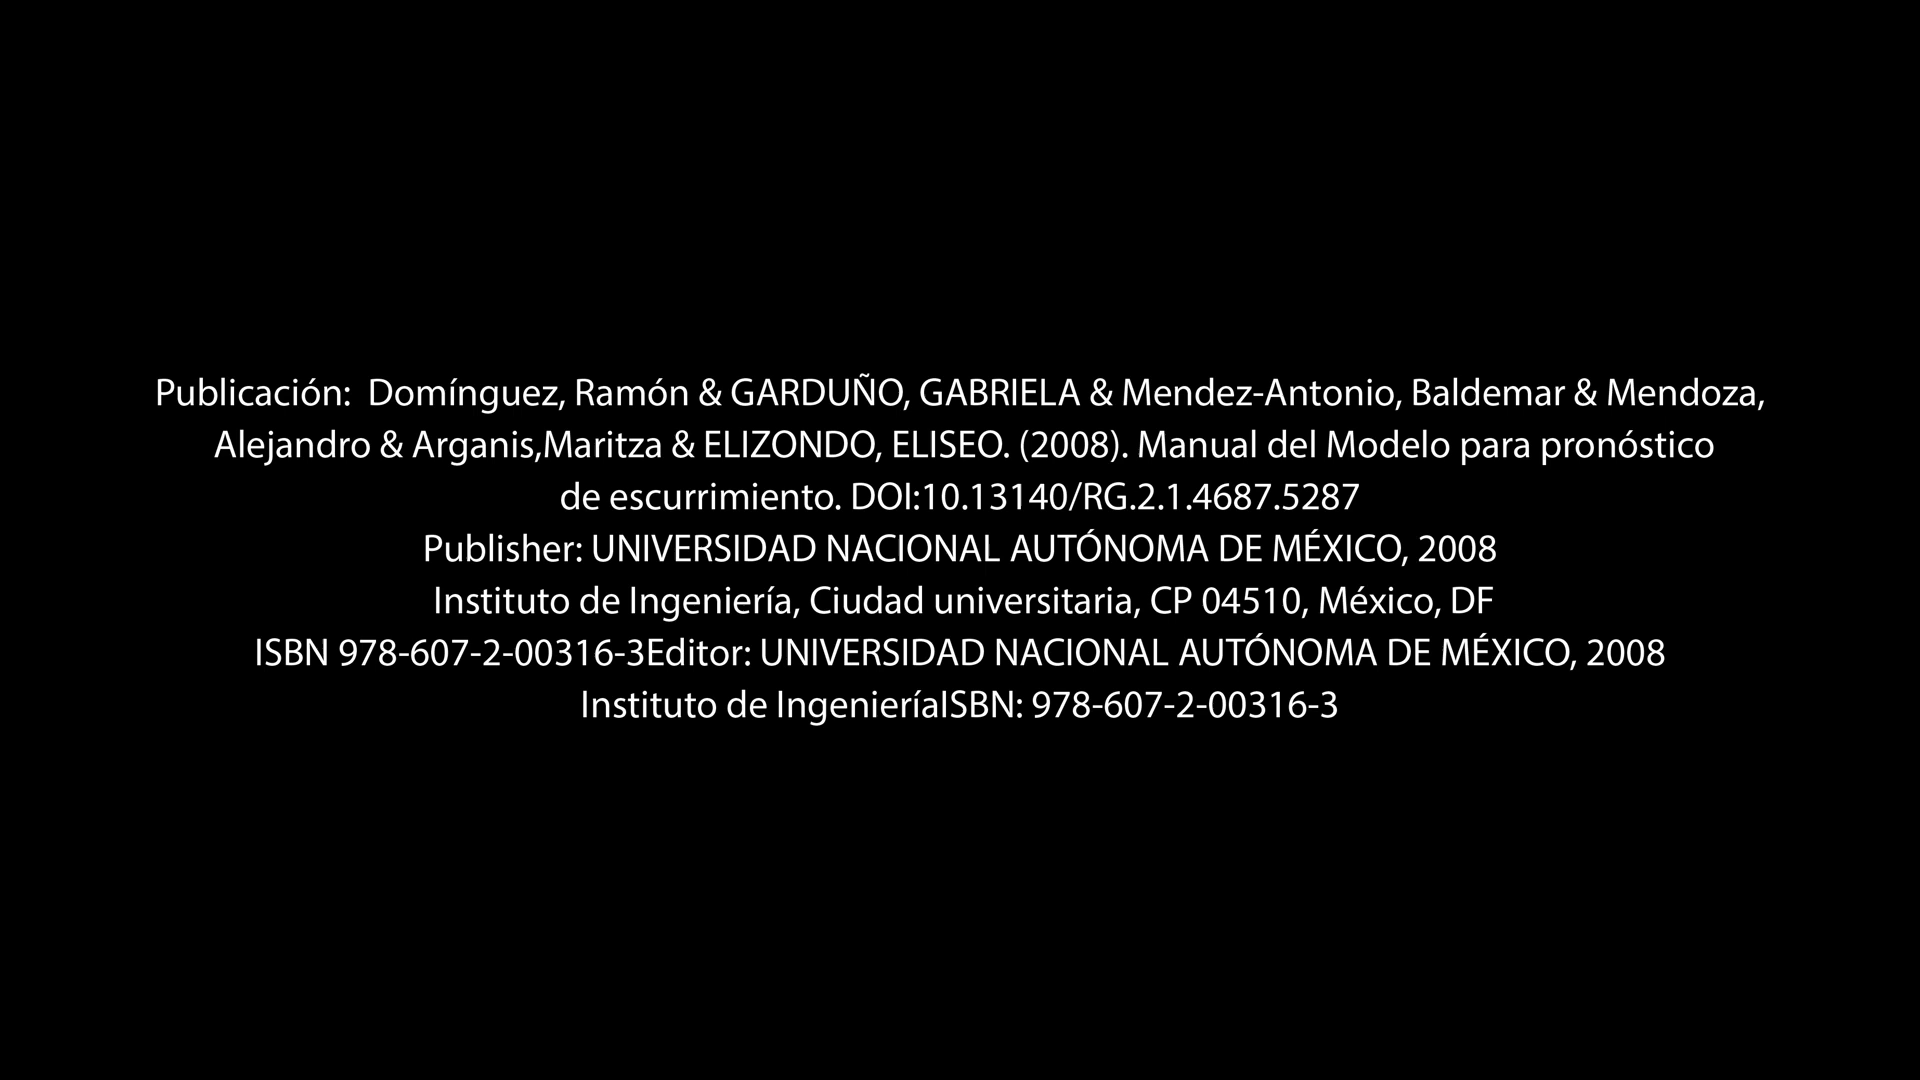 Publicación:  Domínguez, Ramón & GARDUÑO, GABRIELA & Mendez-Antonio, Baldemar & Mendoza,
Alejandro & Arganis,Maritza & ELIZONDO, ELISEO. (2008). Manual del Modelo para pronóstico
de escurrimiento. DOI:10.13140/RG.2.1.4687.5287
Publisher: UNIVERSIDAD NACIONAL AUTÓNOMA DE MÉXICO, 2008
Instituto de Ingeniería, Ciudad universitaria, CP 04510, México, DF
ISBN 978-607-2-00316-3Editor: UNIVERSIDAD NACIONAL AUTÓNOMA DE MÉXICO, 2008
Instituto de IngenieríaISBN: 978-607-2-00316-3